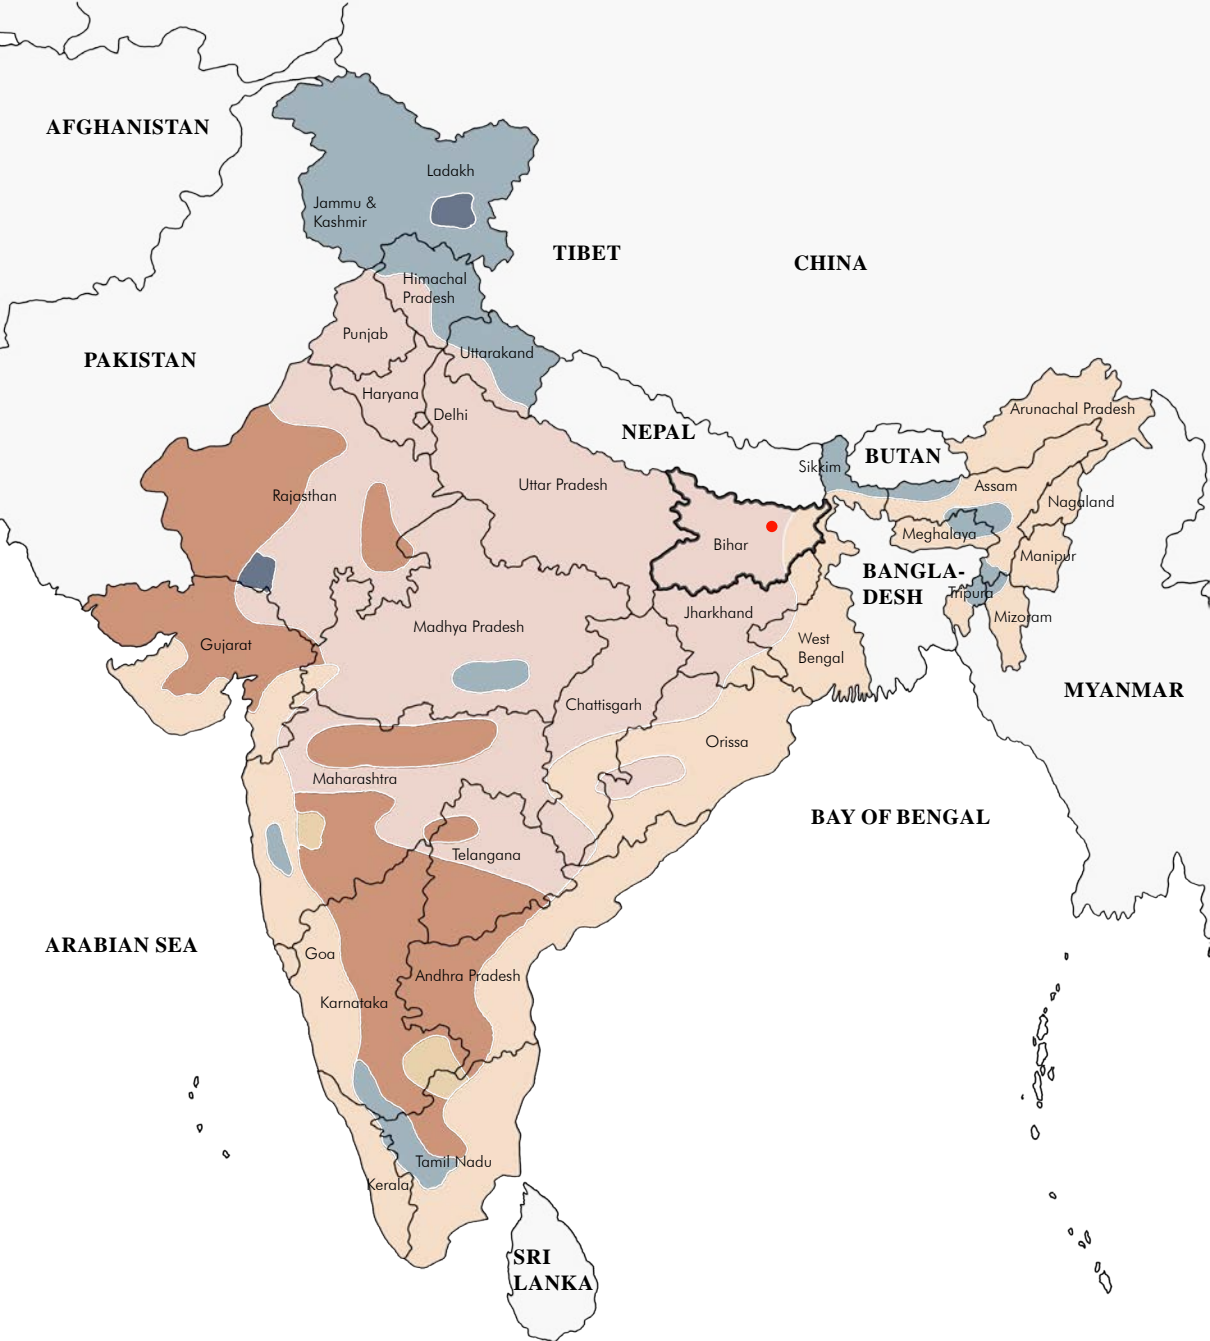 AFGHANISTAN
Ladakh
Jammu &
Kashmir
TIBET
CHINA
Himachal
Pradesh
Punjab
PAKISTAN
Uttarakand
Haryana
Delhi
Arunachal Pradesh
NEPAL
BUTAN
Sikkim
Uttar Pradesh
Assam
Rajasthan
Nagaland
Meghalaya
Bihar
Manipur
BANGLA-
DESH
Tripura
Jharkhand
Mizoram
Madhya Pradesh
Gujarat
West
Bengal
MYANMAR
Chattisgarh
Orissa
Maharashtra
BAY OF BENGAL
Telangana
ARABIAN SEA
Goa
Andhra Pradesh
Karnataka
Tamil Nadu
Kerala
SRI
LANKA